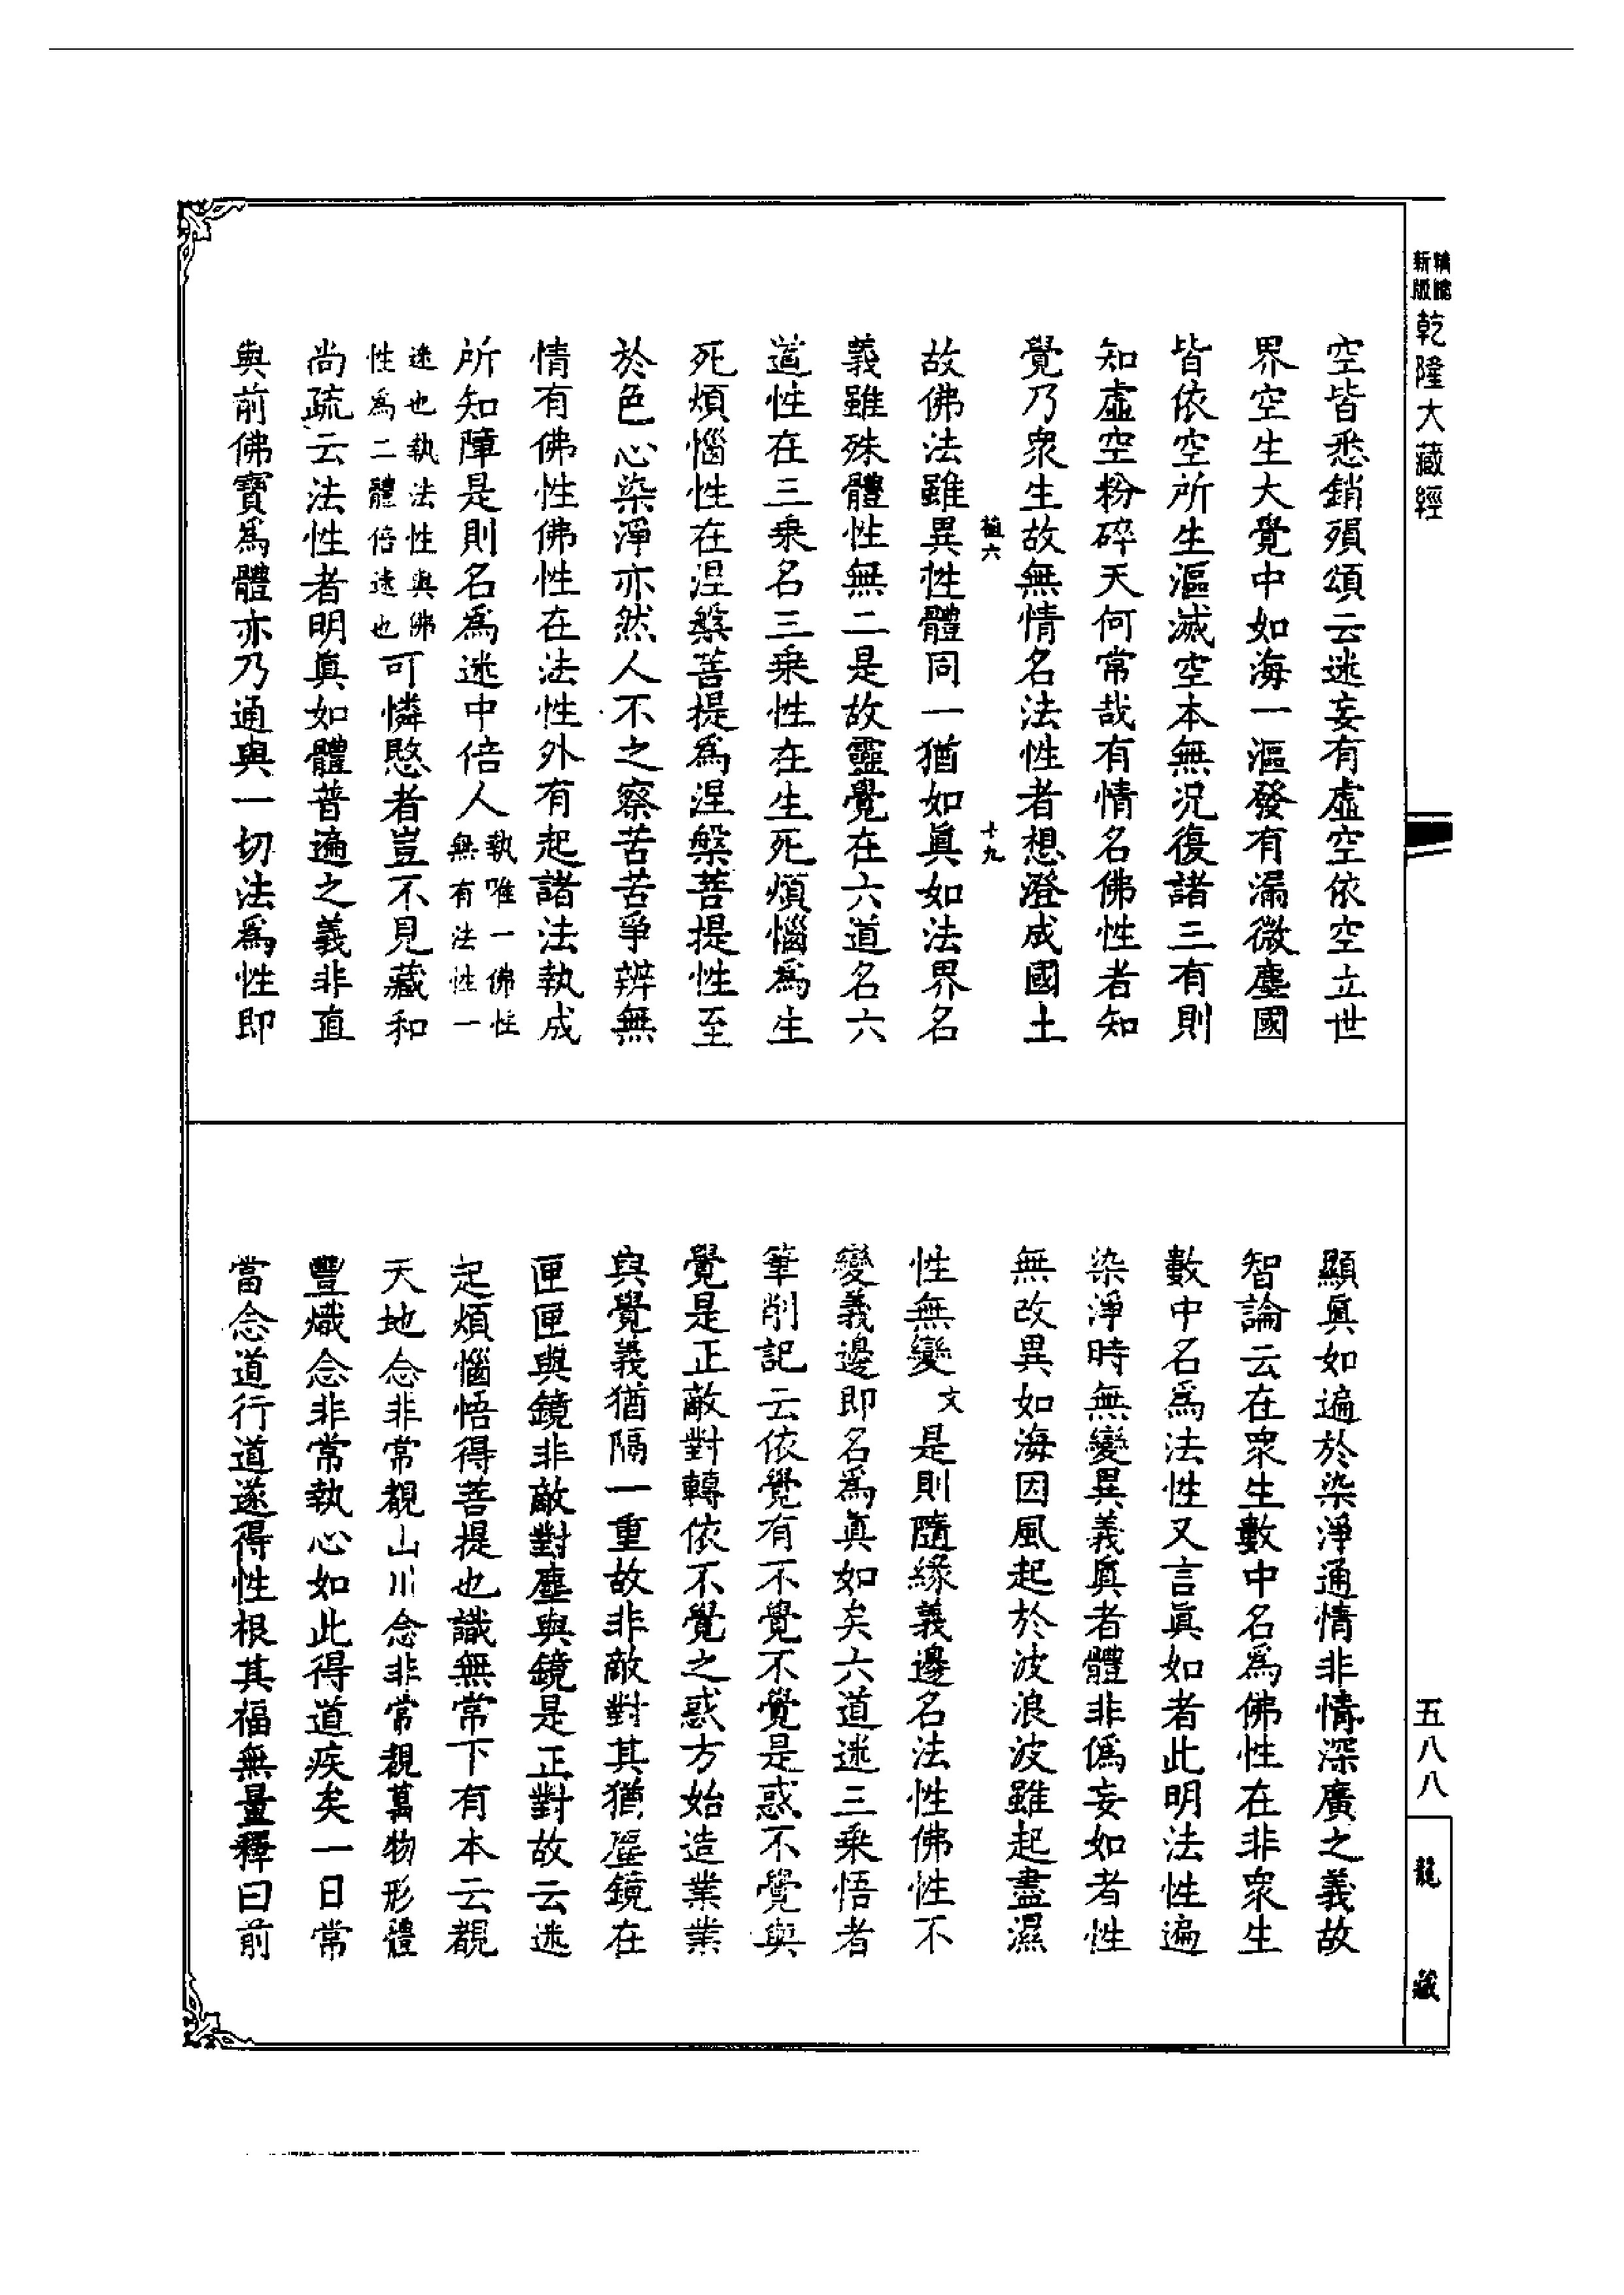 新版
乾隆大藏經
空皆悉銷殞頌云迷妄有虛空依空立世
界空生大覺中如海一漚發有漏微塵國
皆依空所生漚滅空本無況復諸三有則
知虛空粉碎天何常哉有情名佛性者知
覺乃衆生故無情名法性者想澄成國土
六 十九
故佛法雖異性體同一猶如眞如法界名
義雖殊體性無二是故靈覺在六道名六
道性在三乗名三乗性在生死煩惱爲生
死煩惱性在涅槃菩提爲涅槃菩提性至
於色心染淨亦然人不之察苦苦爭辨無
情有佛性佛性在法性外有起諸法執成
所知障是則名爲迷中倍人執唯一佛性無有法性一
迷也執法性與佛性爲二體倍迷也可憐愍者豈不見藏和
尚疏云法性者明眞如體普遍之義非直
與前佛寶爲體亦乃通與一切法爲性即
顯眞如遍於染淨通情非情深廣之義故
智論云在衆生數中名爲佛性在非衆生
數中名爲法性又言眞如者此明法性遍
染淨時無變異義眞者體非僞妄如者性
無改異如海因風起於波浪波雖起盡濕
性無變文是則隨緣義邊名法性佛性不
變義邊即名爲眞如矣六道迷三乗悟者
筆削記云依覺有不覺不覺是惑不覺與
覺是正敵對轉依不覺之惑方始造業業
與覺義猶隔一重故非敵對其猶塵鏡在
匣匣與鏡非敵對塵與鏡是正對故云迷
起煩惱悟得菩提也識無常下有本云覩
天地念非常覩山川念非常覩萬物形體
豐熾念非常執心如此得道疾矣一日常
當念道行道遂得性根其福無量釋曰前
五八八
龍藏